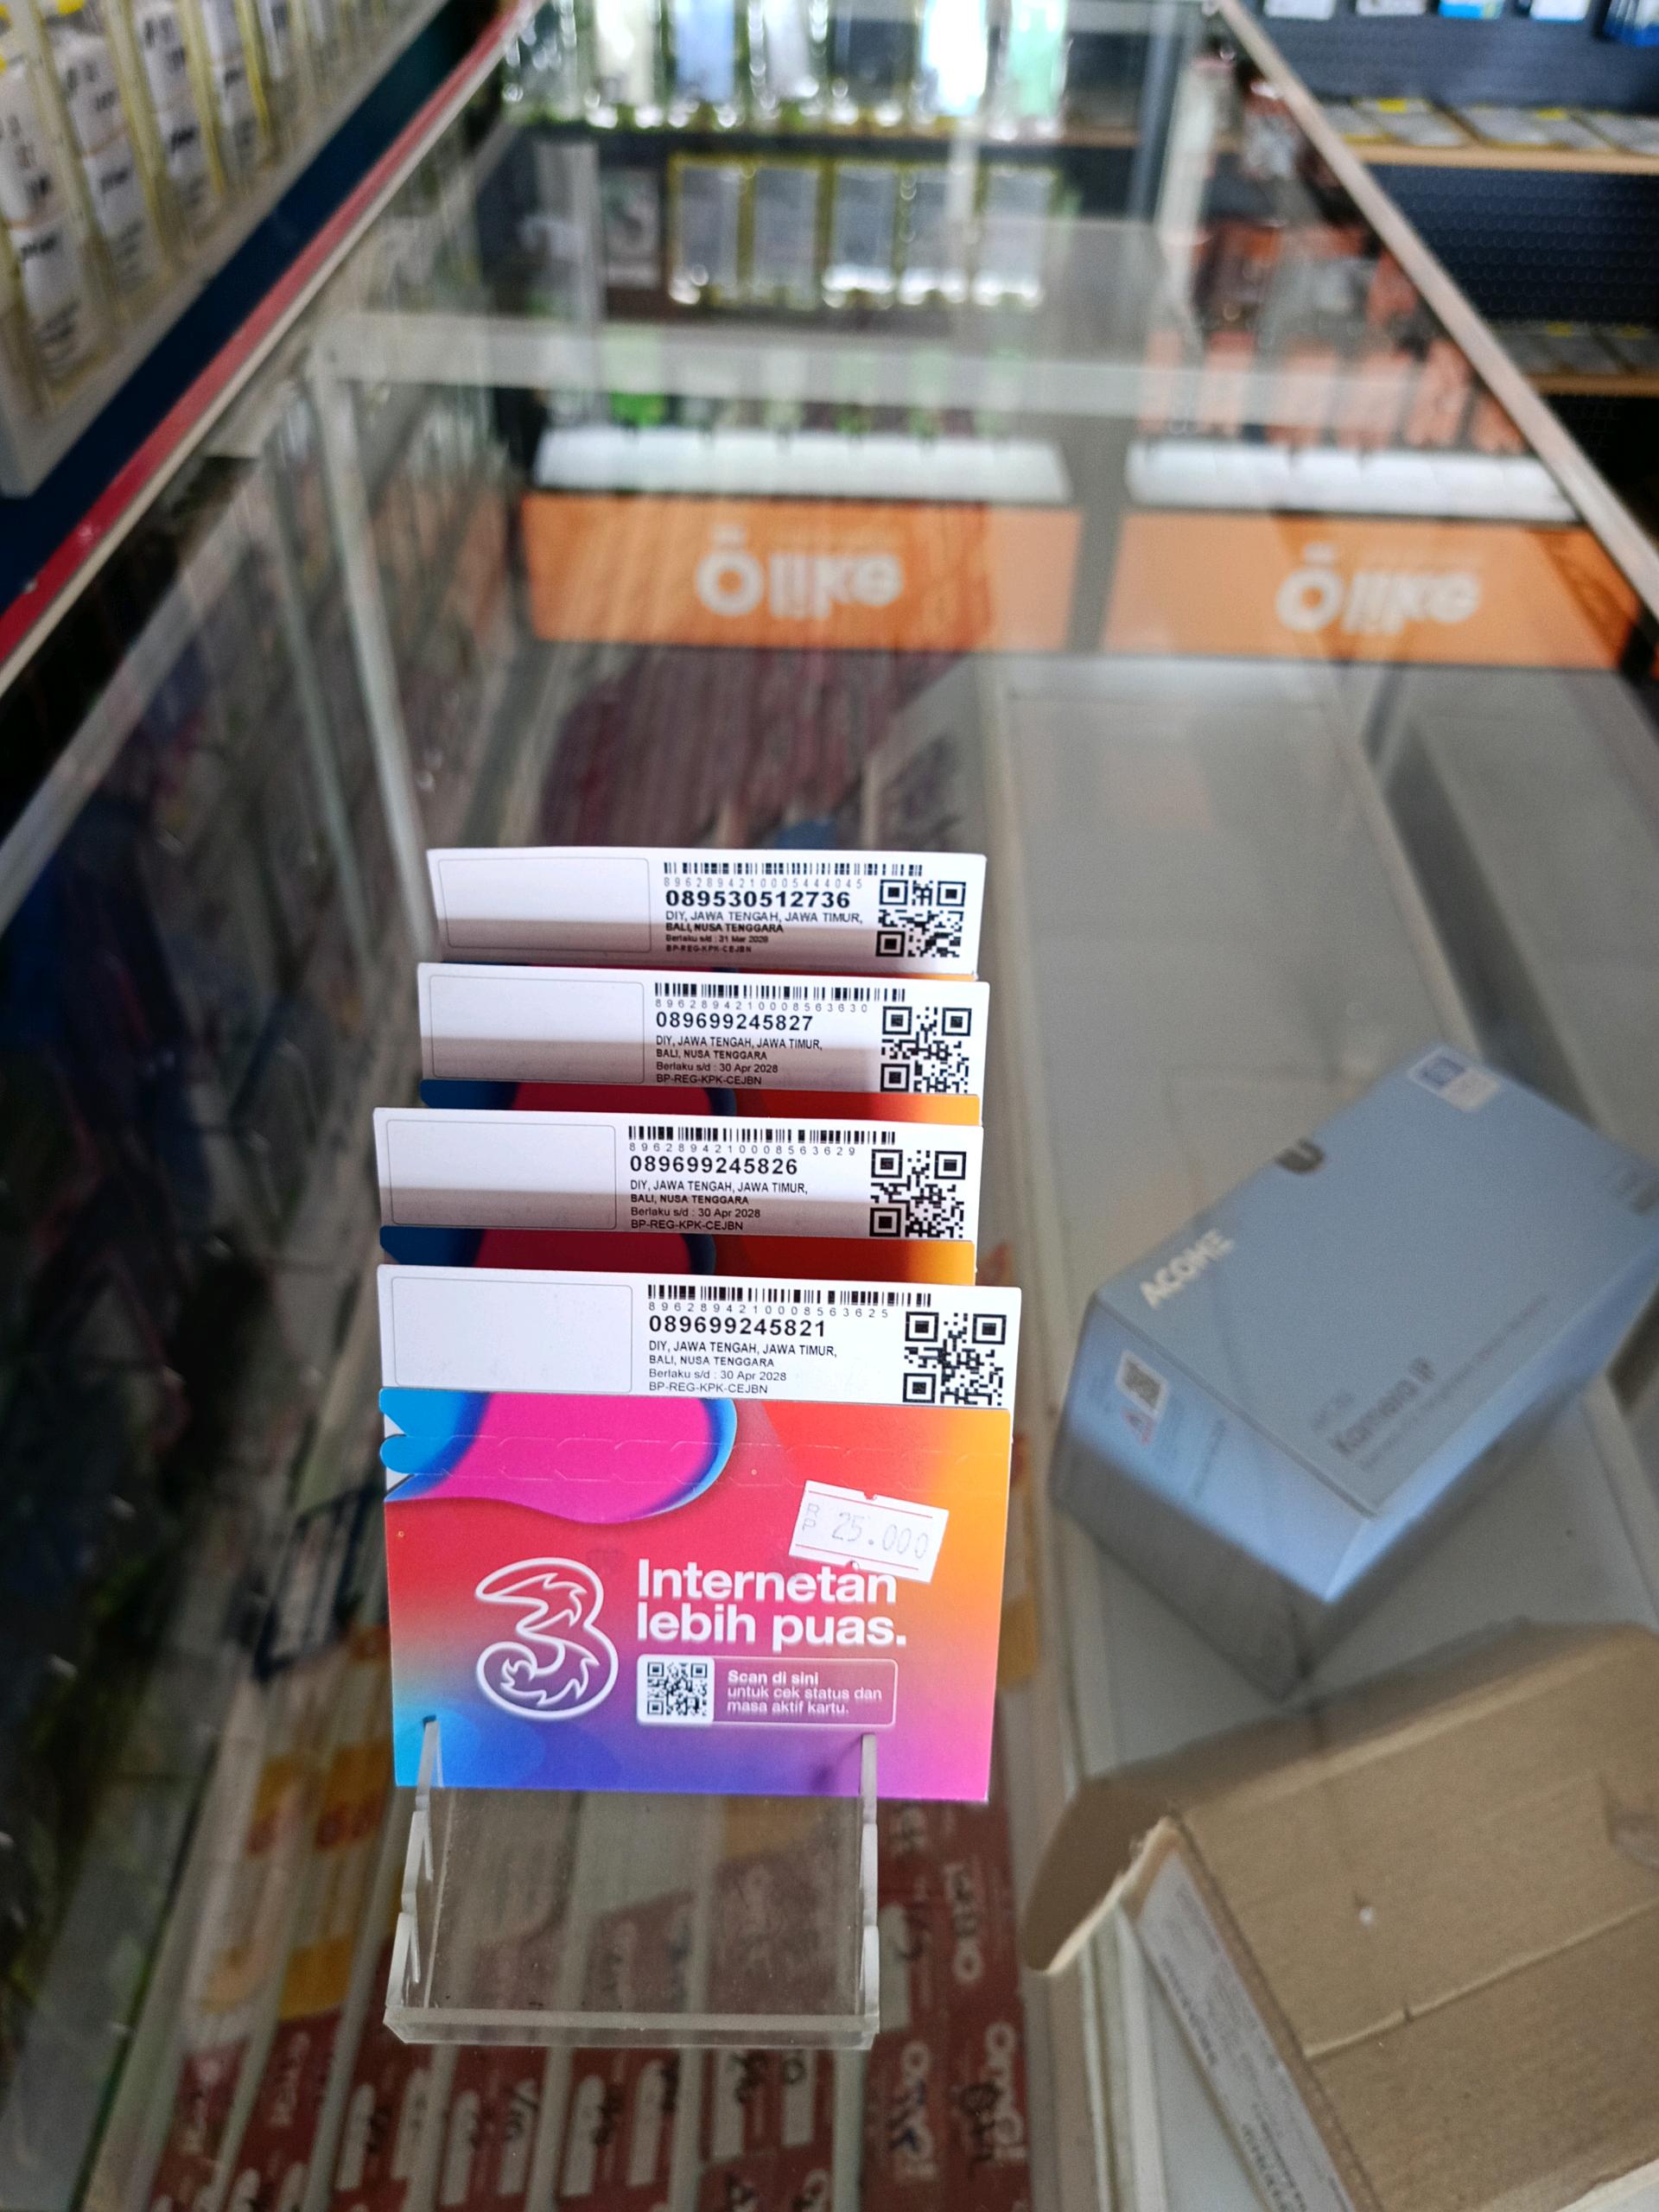 Ölike
Ölike
8962894210005444045
089530512736
DIY, JAWA TENGAH, JAWA TIMUR,
BALI, NUSA TENGGARA
Berlaku s/d : 31 Mar 2028
BP-REG-KPK-CEJBN
8962894210008563630
089699245827
DIY, JAWA TENGAH, JAWA TIMUR,
BALI, NUSA TENGGARA
Berlaku s/d : 30 Apr 2028
BP-REG-KPK-CEJBN
8962894210008563629
089699245826
DIY, JAWA TENGAH, JAWA TIMUR,
BALI, NUSA TENGGARA
Berlaku s/d : 30 Apr 2028
BP-REG-KPK-CEJBN
8962894210008563625
089699245821
DIY, JAWA TENGAH, JAWA TIMUR,
BALI, NUSA TENGGARA
Berlaku s/d : 30 Apr 2028
BP-REG-KPK-CEJBN
RP 25.000
3
Internetan
lebih puas.
Scan di sini
untuk cek status dan
masa aktif kartu.
ACOME
Kamera IP